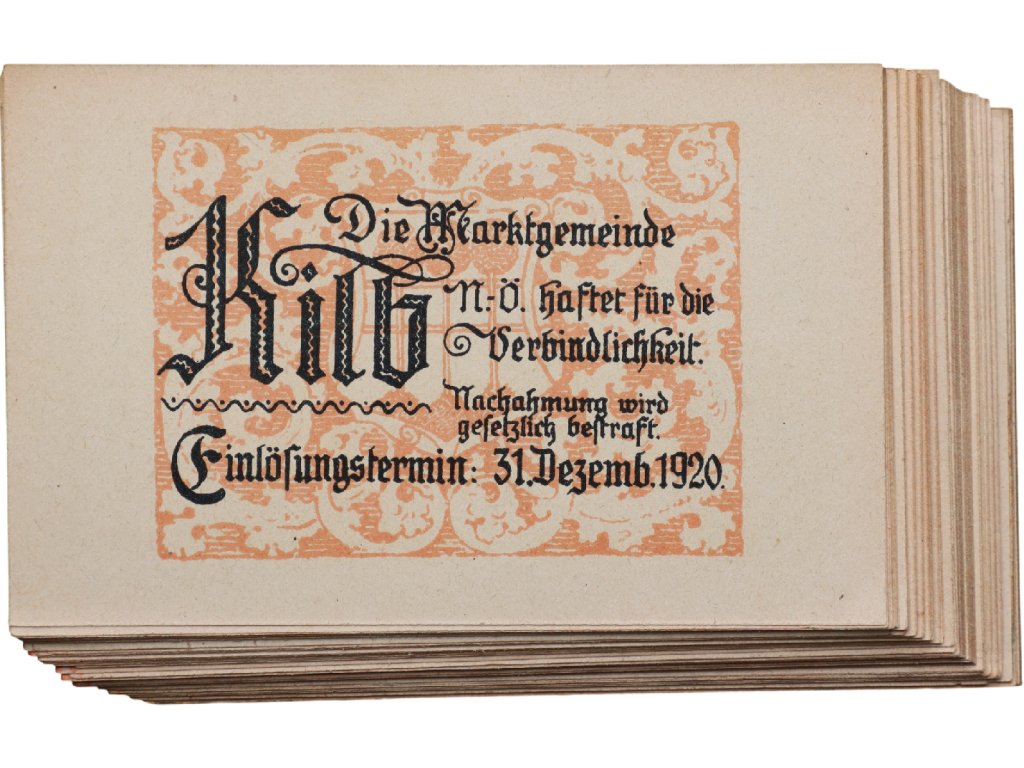 Die Marktgemeinde
Kilb
N.-Ö. haftet für die
Verbindlichkeit.
Nachahmung wird
gesetzlich bestraft.
Einlösungstermin: 31. Dezemb. 1920.